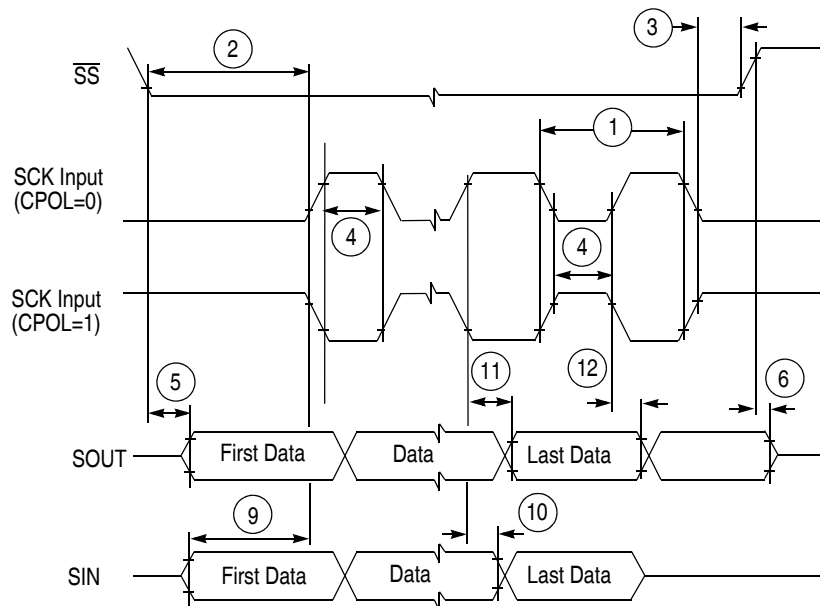 2
3
SS
1
SCK Input
(CPOL=0)
4
4
SCK Input
(CPOL=1)
5
11
12
6
SOUT
First Data
Data
Last Data
9
10
SIN
First Data
Data
Last Data